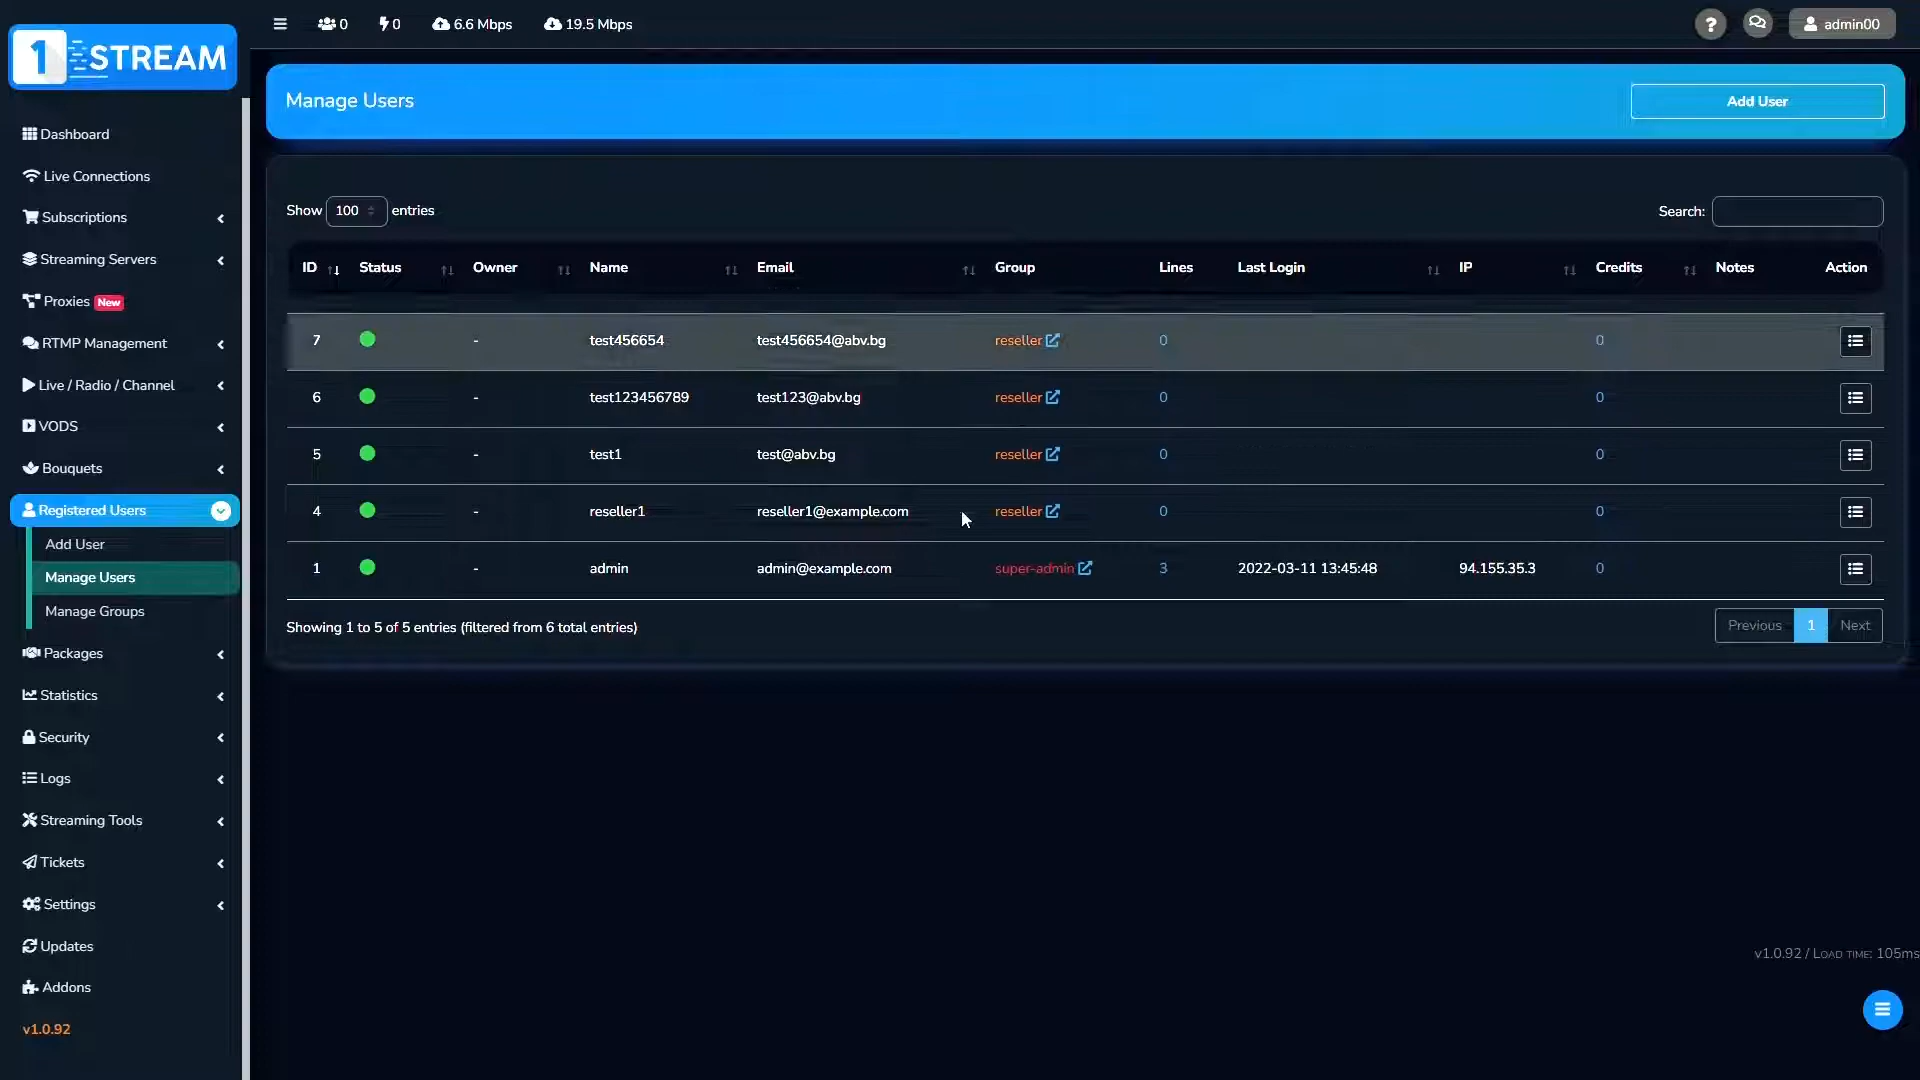 1 STREAM
0 0 6.6 Mbps 19.5 Mbps ? admin00
Dashboard
Live Connections
Subscriptions
Streaming Servers
Proxies New
RTMP Management
Live / Radio / Channel
VODS
Bouquets
Registered Users
Add User
Manage Users
Manage Groups
Packages
Statistics
Security
Logs
Streaming Tools
Tickets
Settings
Updates
Addons
v1.0.92
Manage Users Add User
Show 100 entries Search:
ID Status Owner Name Email Group Lines Last Login IP Credits Notes Action
7 - test456654 test456654@abv.bg reseller 0 0
6 - test123456789 test123@abv.bg reseller 0 0
5 - test1 test@abv.bg reseller 0 0
4 - reseller1 reseller1@example.com reseller 0 0
1 - admin admin@example.com super-admin 3 2022-03-11 13:45:48 94.155.35.3 0
Showing 1 to 5 of 5 entries (filtered from 6 total entries) Previous 1 Next
v1.0.92 / Load time: 105ms